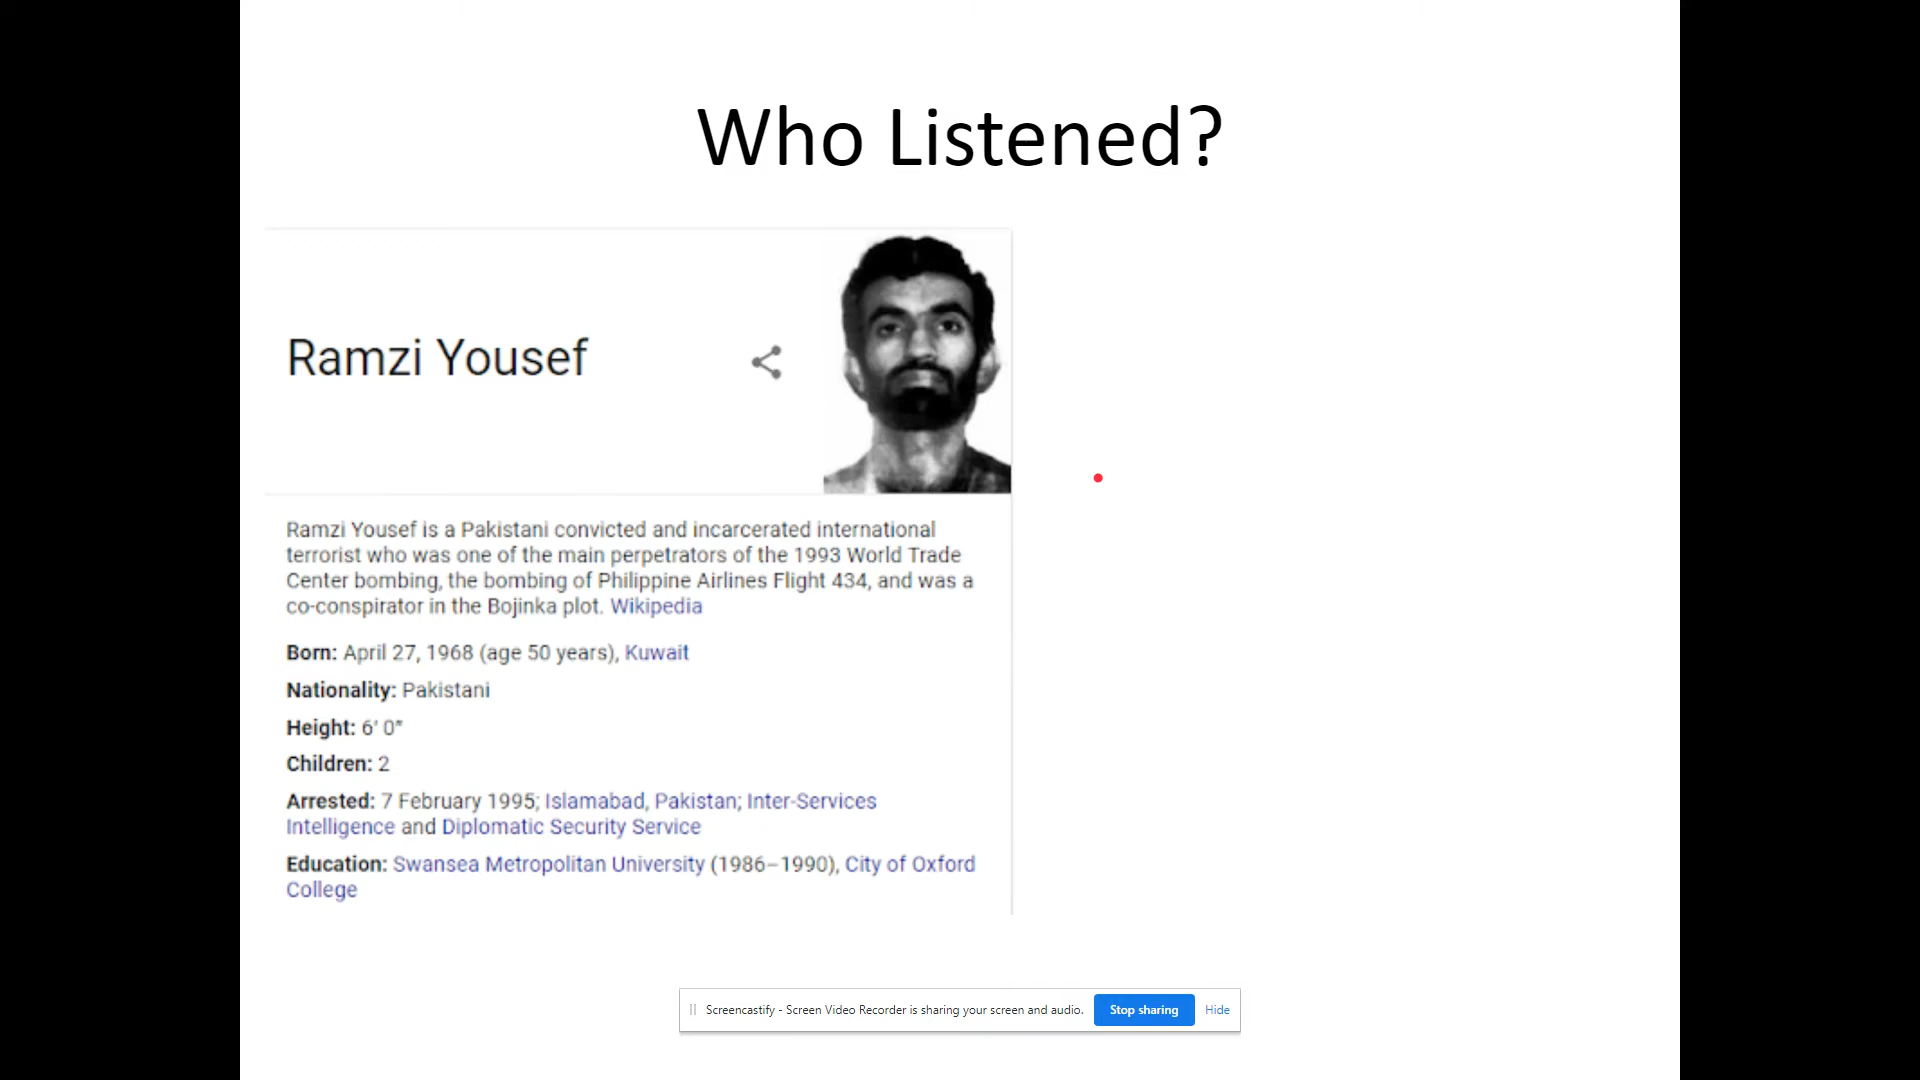 Who Listened?
Ramzi Yousef
Ramzi Yousef is a Pakistani convicted and incarcerated international
terrorist who was one of the main perpetrators of the 1993 World Trade
Center bombing, the bombing of Philippine Airlines Flight 434, and was a
co-conspirator in the Bojinka plot. Wikipedia
Born: April 27, 1968 (age 50 years), Kuwait
Nationality: Pakistani
Height: 6′ 0″
Children: 2
Arrested: 7 February 1995; Islamabad, Pakistan; Inter-Services
Intelligence and Diplomatic Security Service
Education: Swansea Metropolitan University (1986–1990), City of Oxford
College
Screencastify - Screen Video Recorder is sharing your screen and audio. Stop sharing Hide